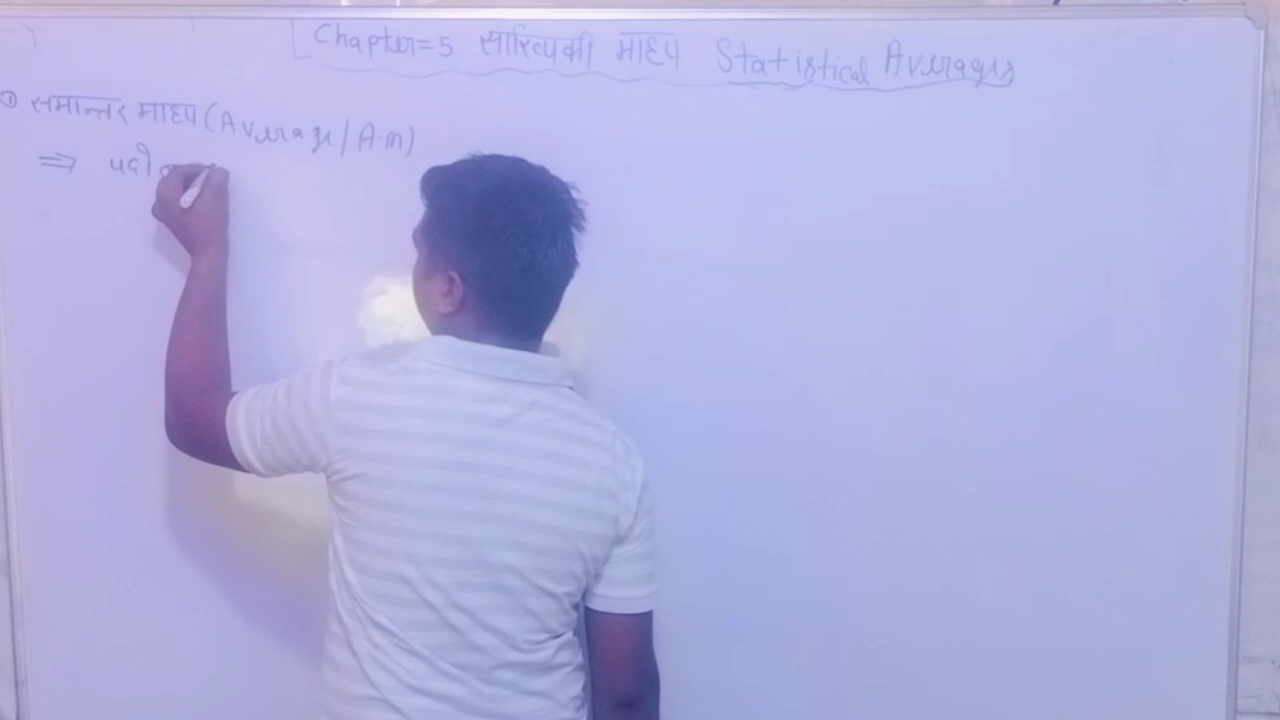 Chapter=5 सांख्यिकी माध्य Statistical Averages
① समान्तर माध्य (Average/A.m)
⇒ पदो